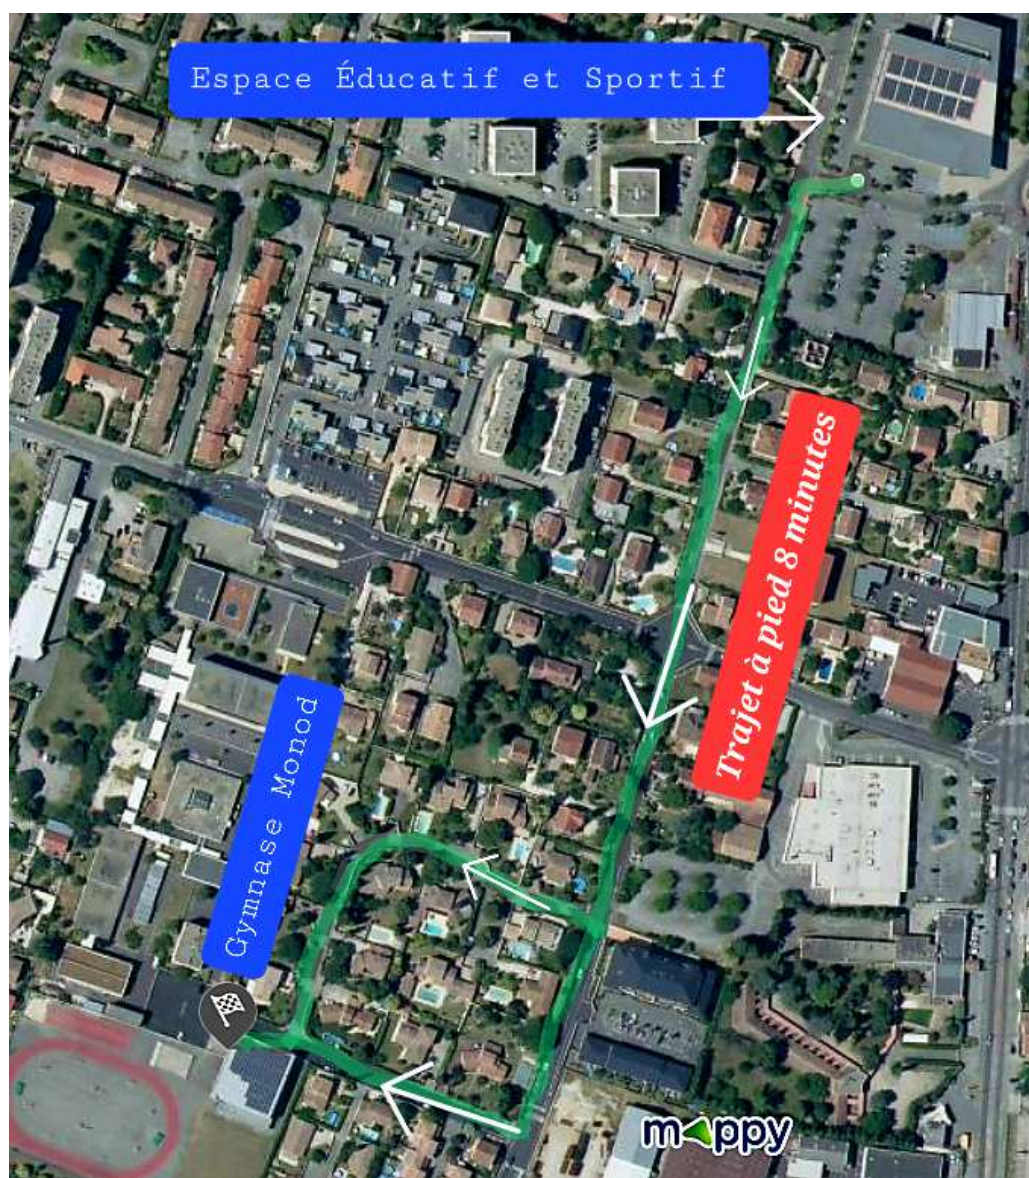 Espace Éducatif et Sportif
Trajet à pied 8 minutes
Gymnase Monod
mappy